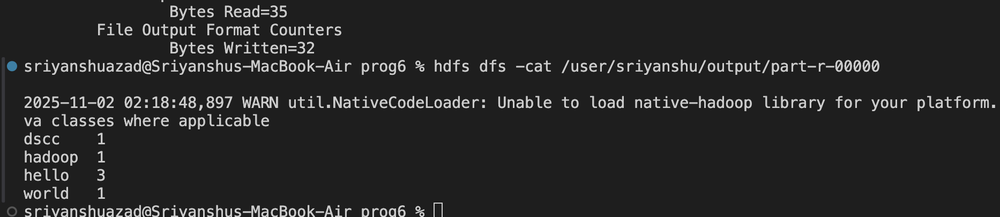 Bytes Read=35
File Output Format Counters
Bytes Written=32
sriyanshuazad@Sriyanshus-MacBook-Air prog6 % hdfs dfs -cat /user/sriyanshu/output/part-r-00000
2025-11-02 02:18:48,897 WARN util.NativeCodeLoader: Unable to load native-hadoop library for your platform.
va classes where applicable
dscc 1
hadoop 1
hello 3
world 1
sriyanshuazad@Sriyanshus-MacBook-Air prog6 %